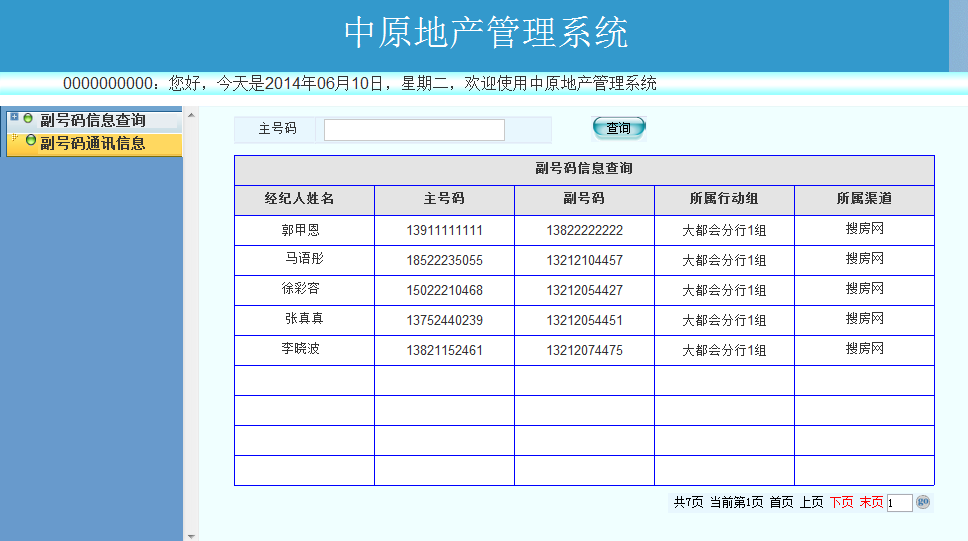 中原地产管理系统
0000000000：您好，今天是2014年06月10日，星期二，欢迎使用中原地产管理系统
副号码信息查询
副号码通讯信息
主号码 查询
副号码信息查询
经纪人姓名 主号码 副号码 所属行动组 所属渠道
郭甲恩 13911111111 13822222222 大都会分行1组 搜房网
马语彤 18522235055 13212104457 大都会分行1组 搜房网
徐彩容 15022210468 13212054427 大都会分行1组 搜房网
张真真 13752440239 13212054451 大都会分行1组 搜房网
李晓波 13821152461 13212074475 大都会分行1组 搜房网
共7页 当前第1页 首页 上页 下页 末页 1 go